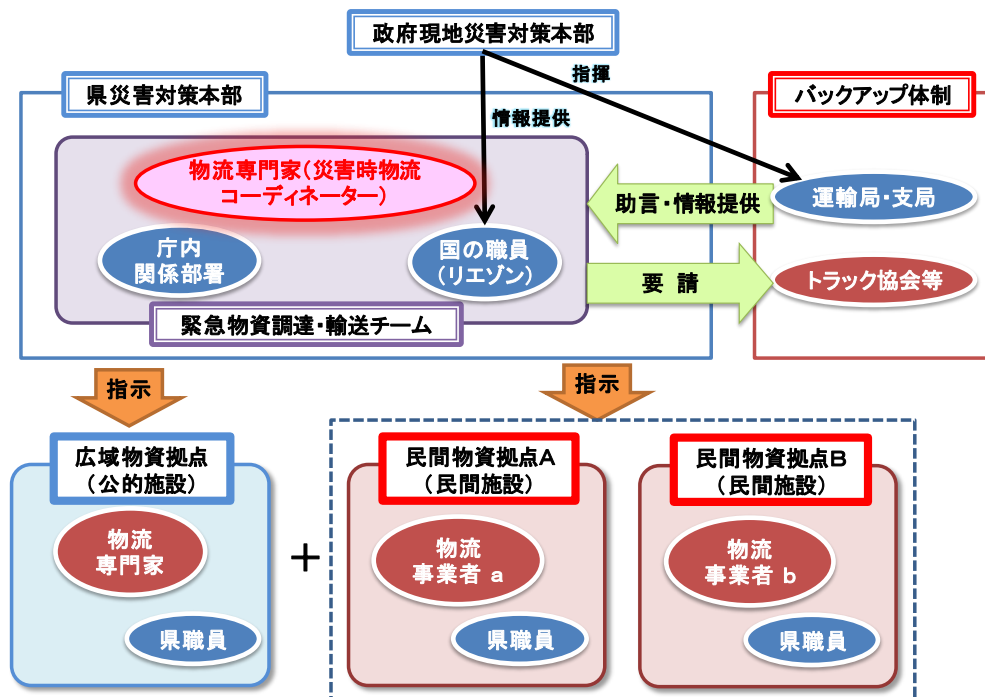 政府現地災害対策本部
指揮
県災害対策本部
バックアップ体制
情報提供
物流専門家（災害時物流
コーディネーター）
助言・情報提供
運輸局・支局
庁内
関係部署
国の職員
（リエゾン）
要 請
トラック協会等
緊急物資調達・輸送チーム
指示
指示
広域物資拠点
（公的施設）
民間物資拠点Ａ
（民間施設）
民間物資拠点Ｂ
（民間施設）
物流
専門家
＋
物流
事業者 ａ
物流
事業者 ｂ
県職員
県職員
県職員